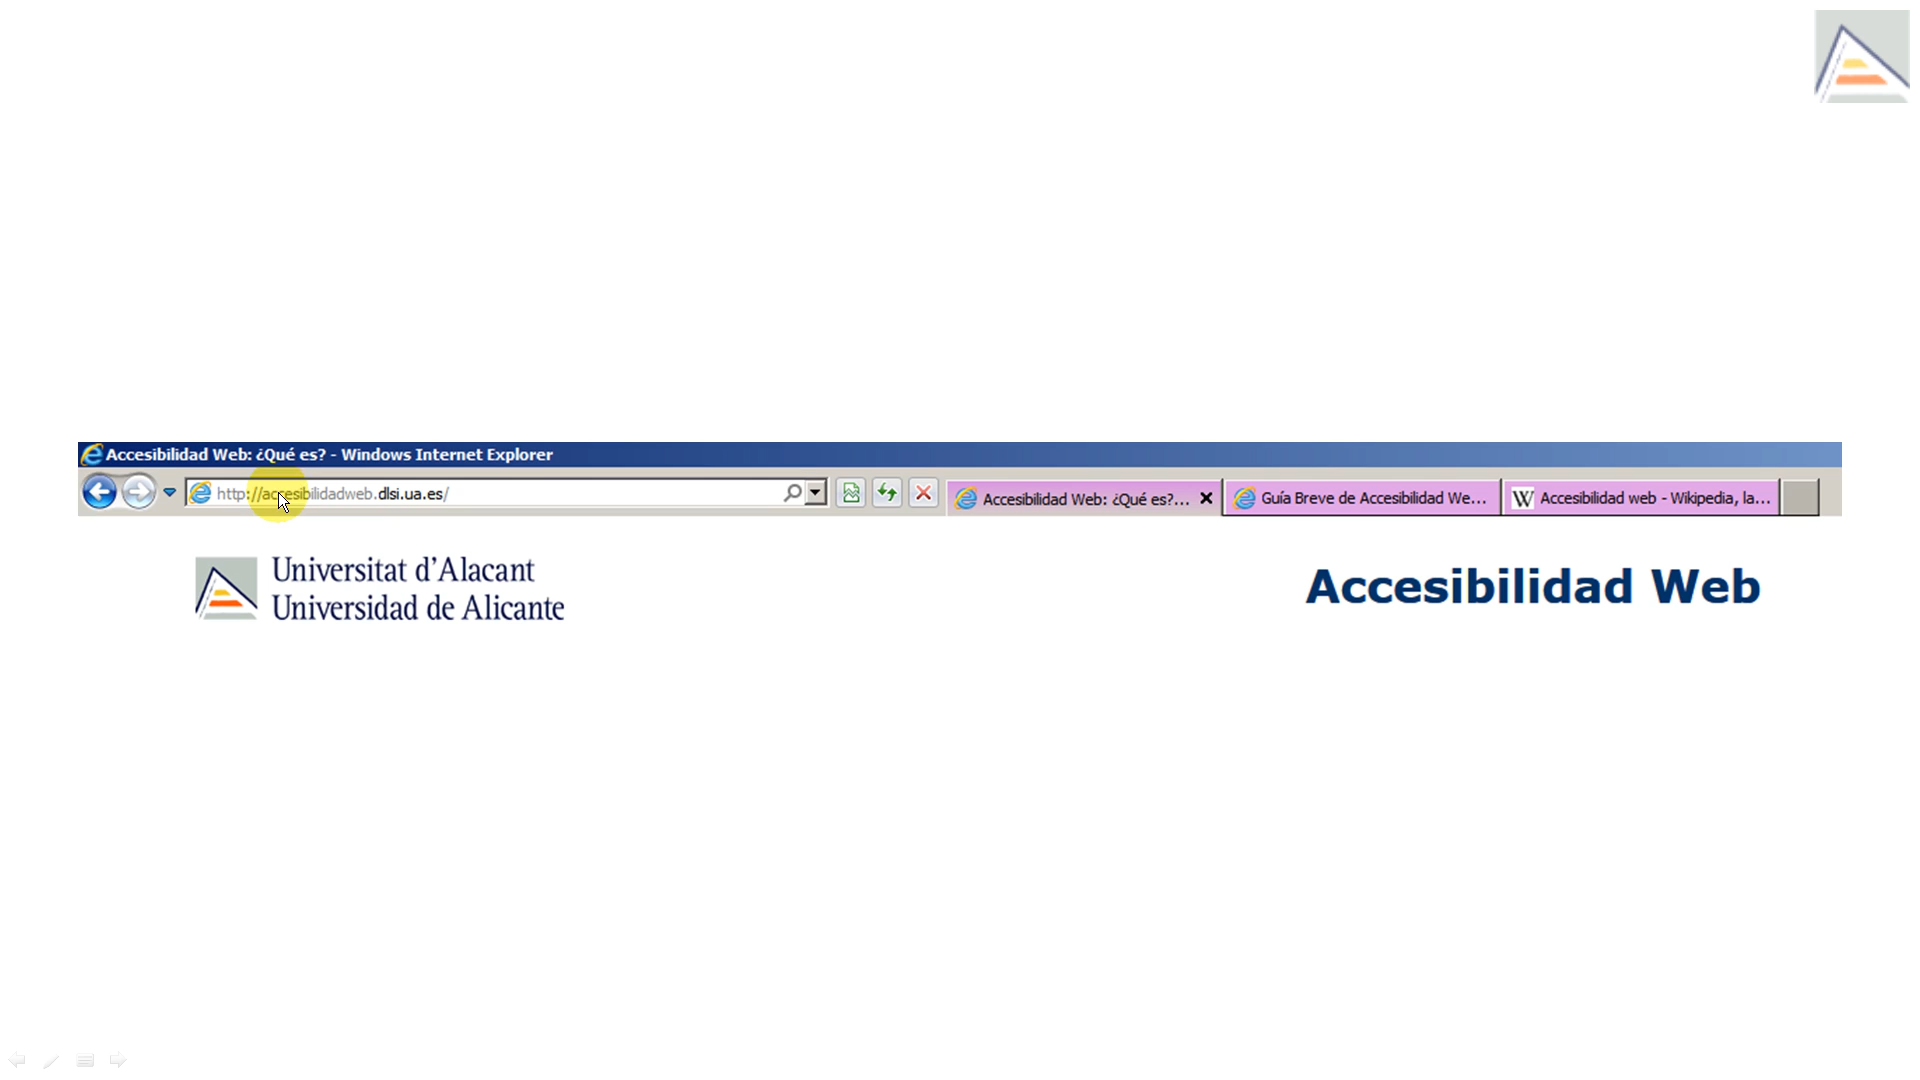 Accesibilidad Web: ¿Qué es? - Windows Internet Explorer
http://accesibilidadweb.dlsi.ua.es/
Accesibilidad Web: ¿Qué es?...
Guía Breve de Accesibilidad We...
W Accesibilidad web - Wikipedia, la...
Universitat d'Alacant
Universidad de Alicante
Accesibilidad Web